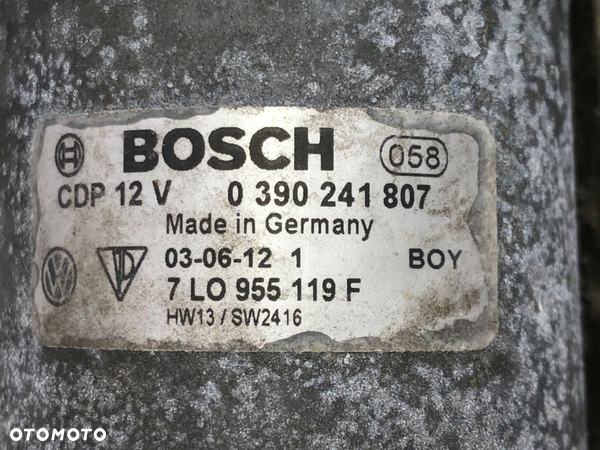 BOSCH 058
CDP 12 V 0 390 241 807
Made in Germany
03-06-12 1 BOY
7 LO 955 119 F
HW13 / SW2416
OTOMOTO